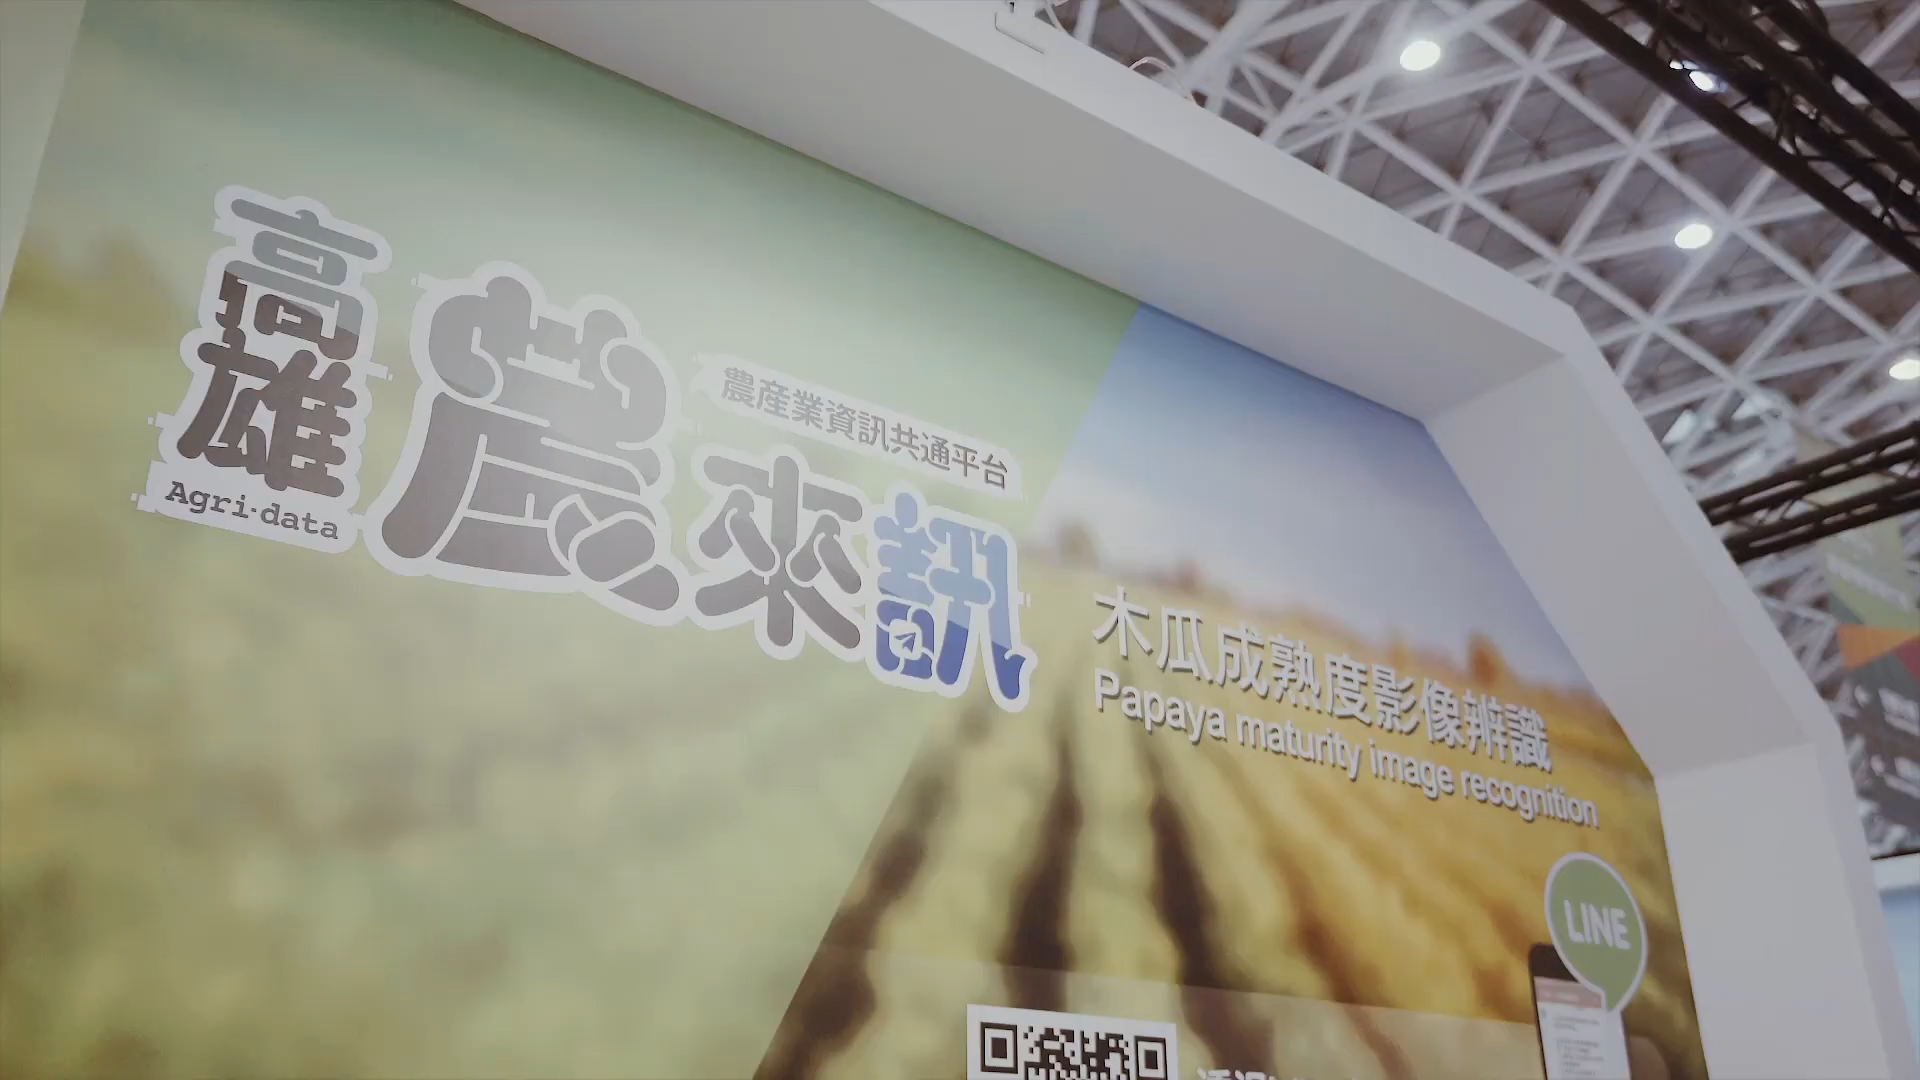 高雄
Agri·data
農來訊
農產業資訊共通平台
木瓜成熟度影像辨識
Papaya maturity image recognition
LINE